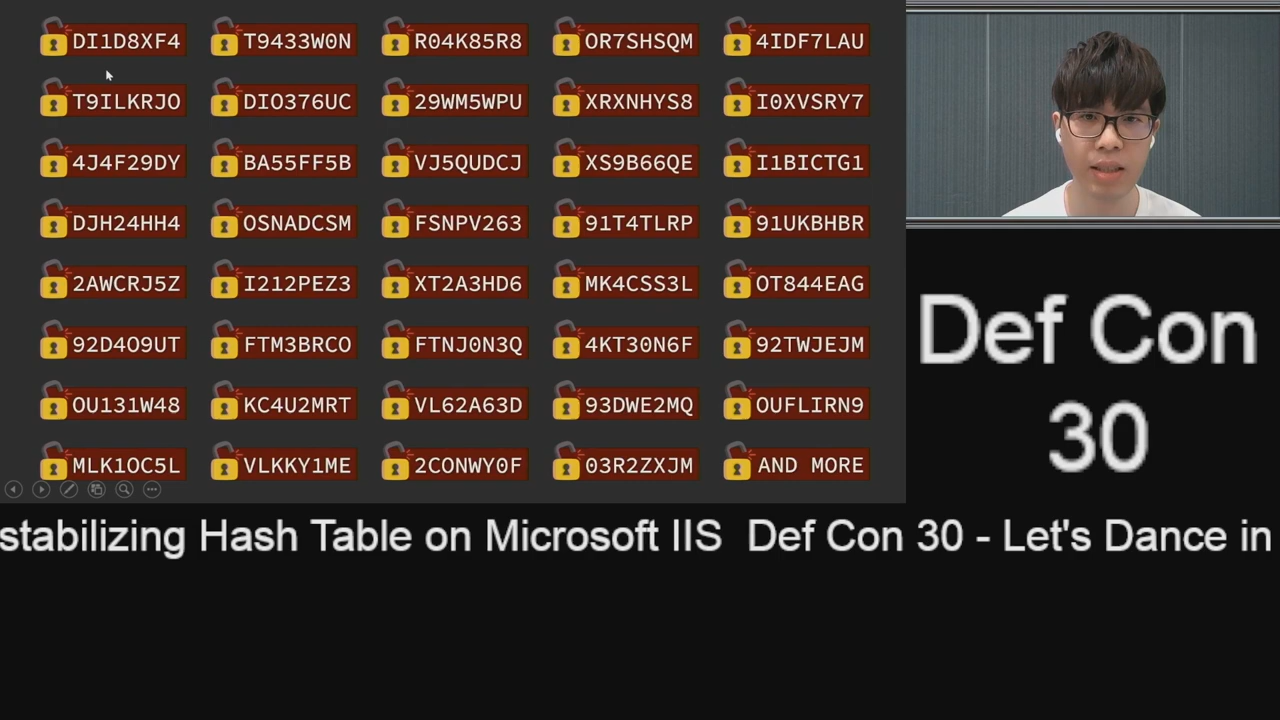 DI1D8XF4 T9433W0N R04K85R8 OR7SHSQM 4IDF7LAU
T9ILKRJO DIO376UC 29WM5WPU XRXNHYS8 I0XVSRY7
4J4F29DY BA55FF5B VJ5QUDCJ XS9B66QE I1BICTG1
DJH24HH4 OSNADCSM FSNPV263 91T4TLRP 91UKBHBR
2AWCRJ5Z I212PEZ3 XT2A3HD6 MK4CSS3L OT844EAG
92D4O9UT FTM3BRCO FTNJ0N3Q 4KT30N6F 92TWJEJM
OU131W48 KC4U2MRT VL62A63D 93DWE2MQ OUFLIRN9
MLK1OC5L VLKKY1ME 2CONWY0F 03R2ZXJM AND MORE
Def Con
30
stabilizing Hash Table on Microsoft IIS Def Con 30 - Let's Dance in